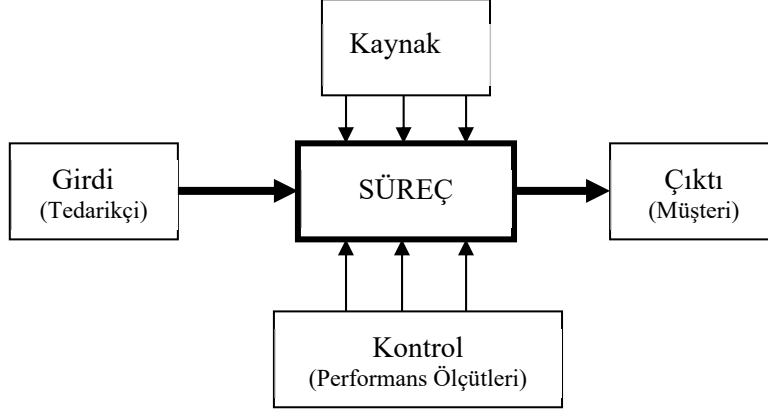 Kaynak
Girdi
(Tedarikçi)
SÜREÇ
Çıktı
(Müşteri)
Kontrol
(Performans Ölçütleri)